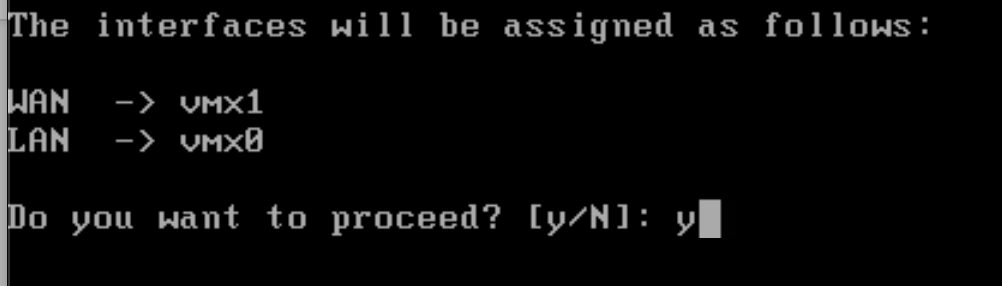 The interfaces will be assigned as follows:
WAN  -> vmx1
LAN  -> vmx0
Do you want to proceed? [y/N]: y